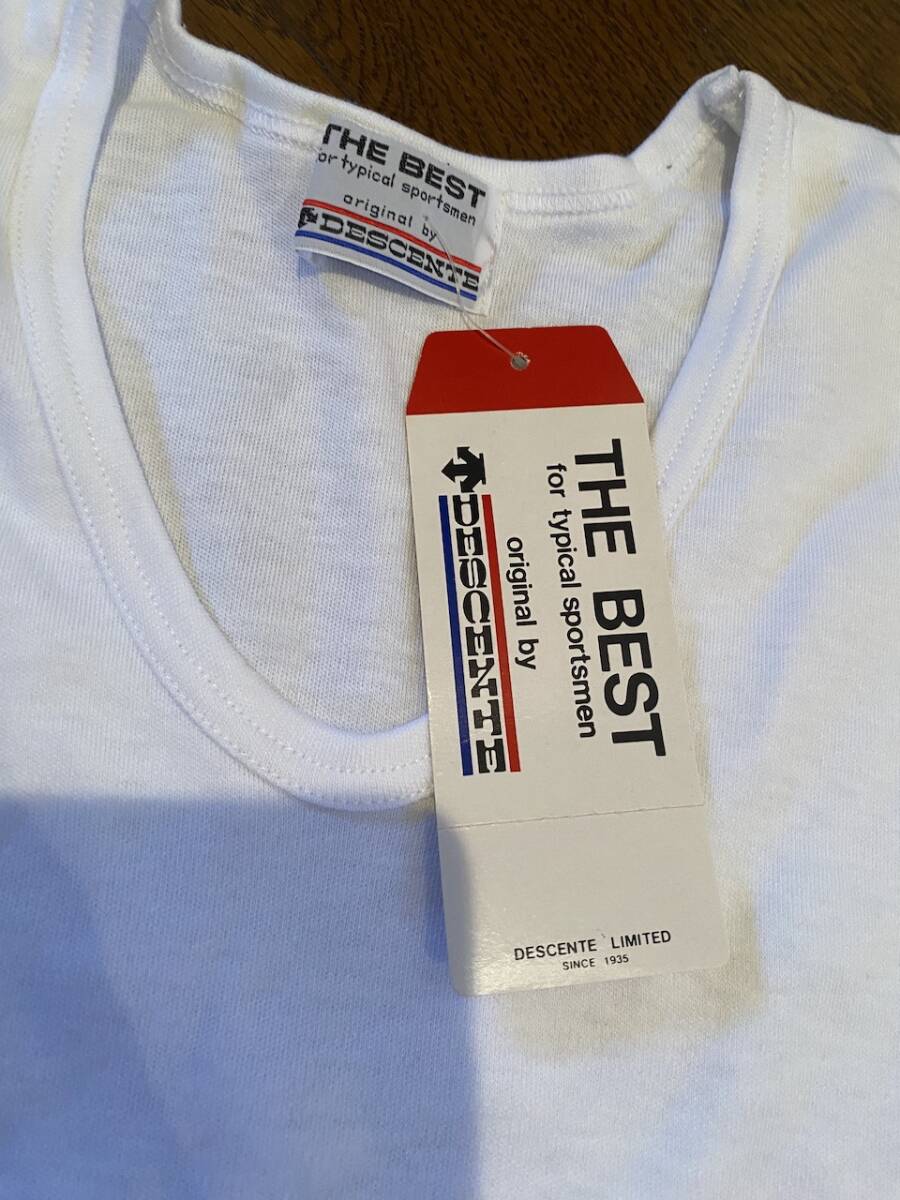 THE BEST
for typical sportsmen
original by
DESCENTE
THE BEST
for typical sportsmen
original by
DESCENTE
DESCENTE LIMITED
SINCE 1935